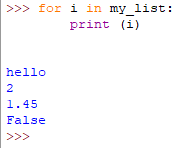 >>> for i in my_list:
        print (i)
hello
2
1.45
False
>>>